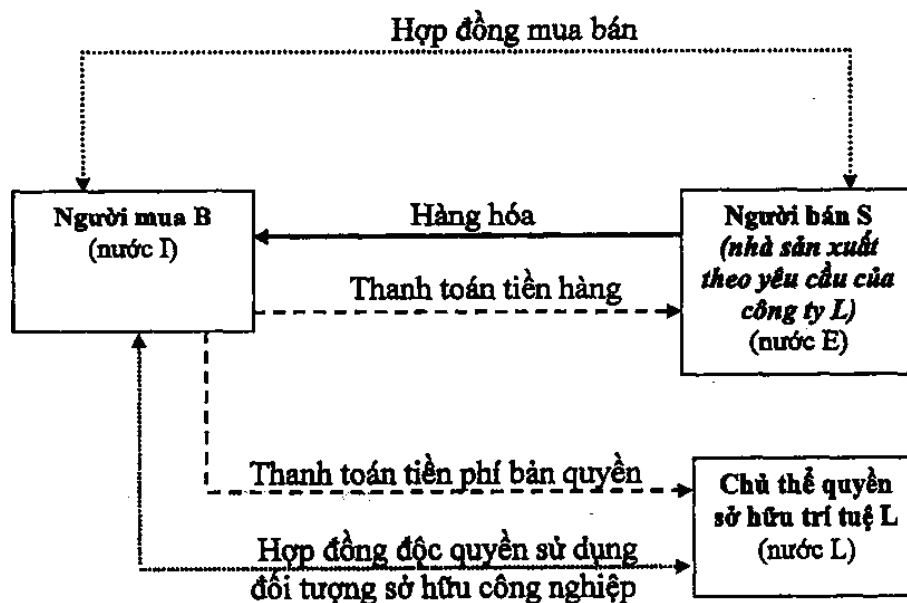 Hợp đồng mua bán
Người mua B
(nước I)
Hàng hóa
Thanh toán tiền hàng
Người bán S
(nhà sản xuất
theo yêu cầu của
công ty L)
(nước E)
Thanh toán tiền phí bản quyền
Hợp đồng độc quyền sử dụng
đối tượng sở hữu công nghiệp
Chủ thể quyền
sở hữu trí tuệ L
(nước L)